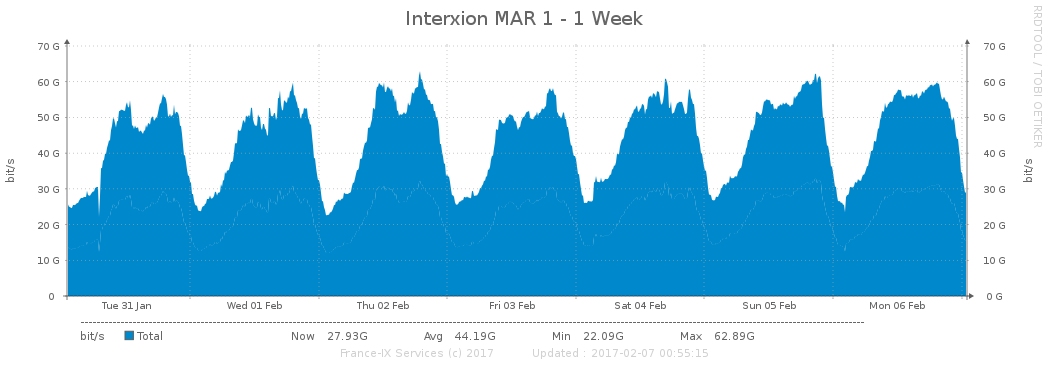 Interxion MAR 1 - 1 Week
RRDTOOL / TOBI OETIKER
70 G 70 G
60 G 60 G
50 G 50 G
40 G 40 G
30 G 30 G
20 G 20 G
10 G 10 G
0 0 G
bit/s
bit/s
Tue 31 Jan Wed 01 Feb Thu 02 Feb Fri 03 Feb Sat 04 Feb Sun 05 Feb Mon 06 Feb
bit/s Total Now 27.93G Avg 44.19G Min 22.09G Max 62.89G
France-IX Services (c) 2017 Updated : 2017-02-07 00:55:15